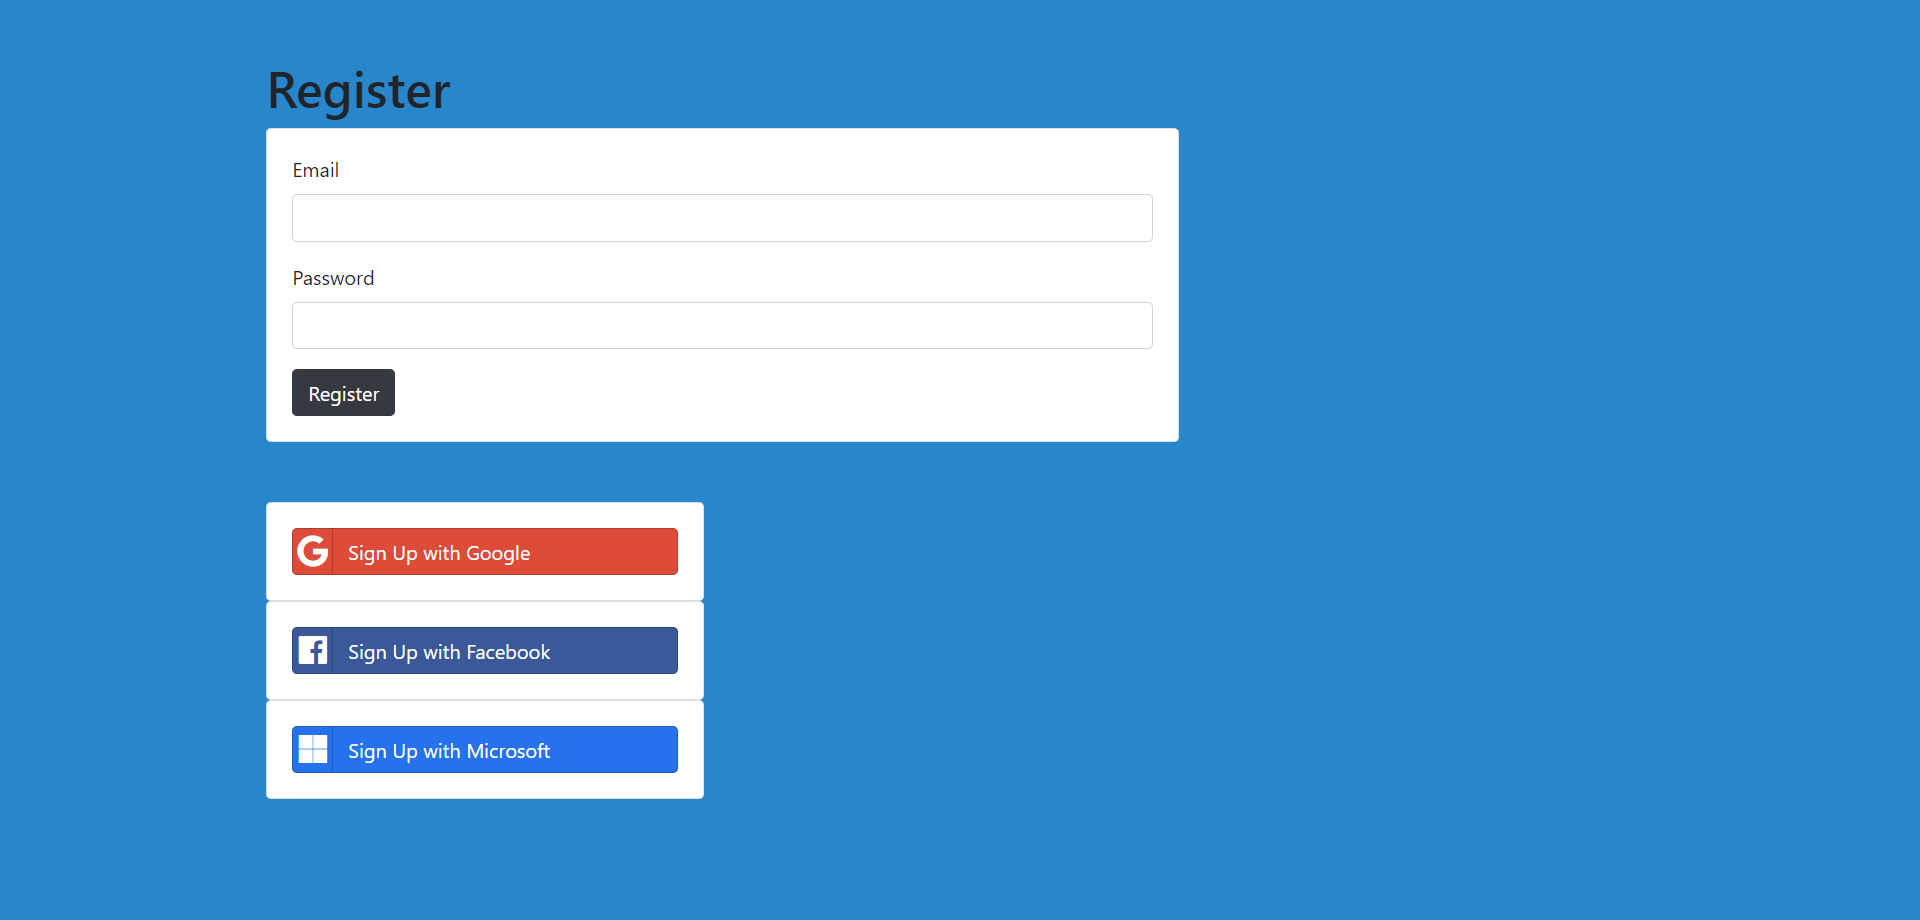 Register
Email
Password
Register
Sign Up with Google
Sign Up with Facebook
Sign Up with Microsoft